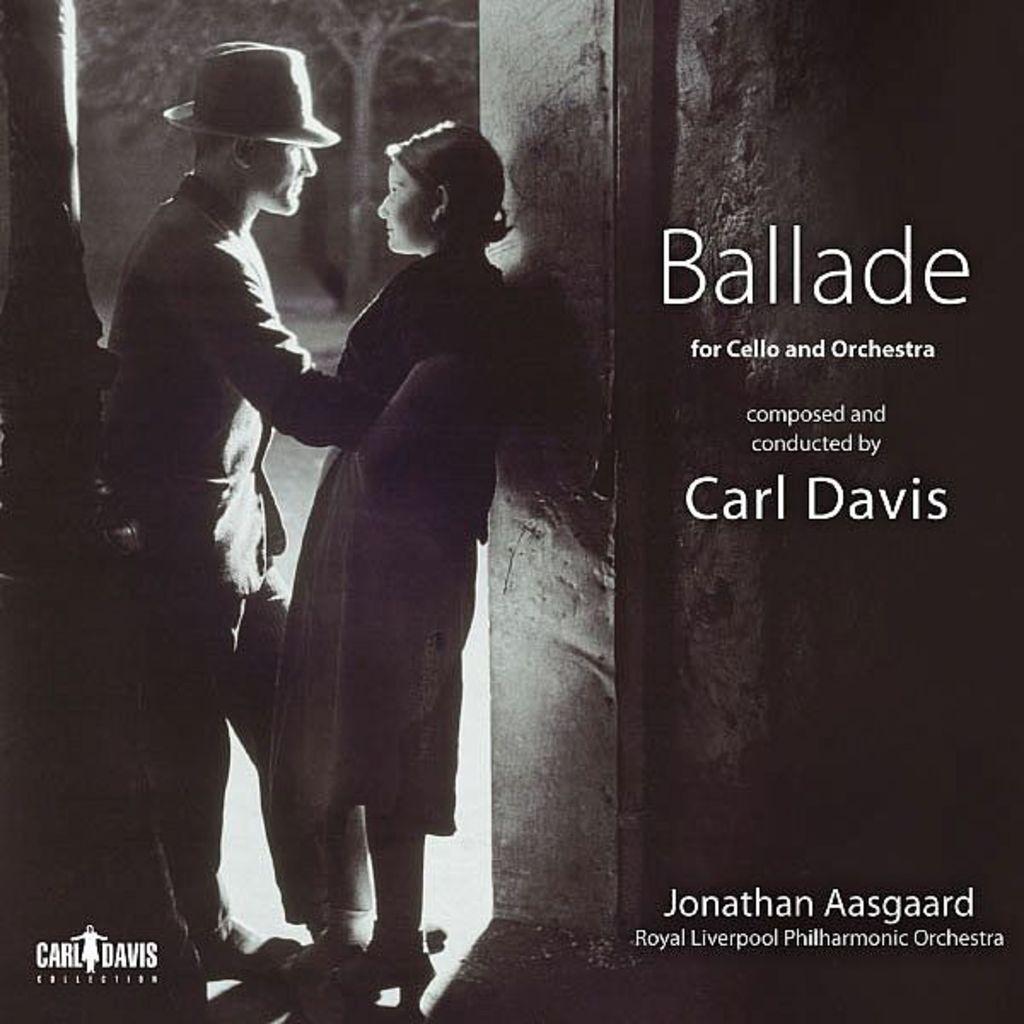 Ballade
for Cello and Orchestra
composed and
conducted by
Carl Davis
Jonathan Aasgaard
Royal Liverpool Philharmonic Orchestra
CARL DAVIS
COLLECTION